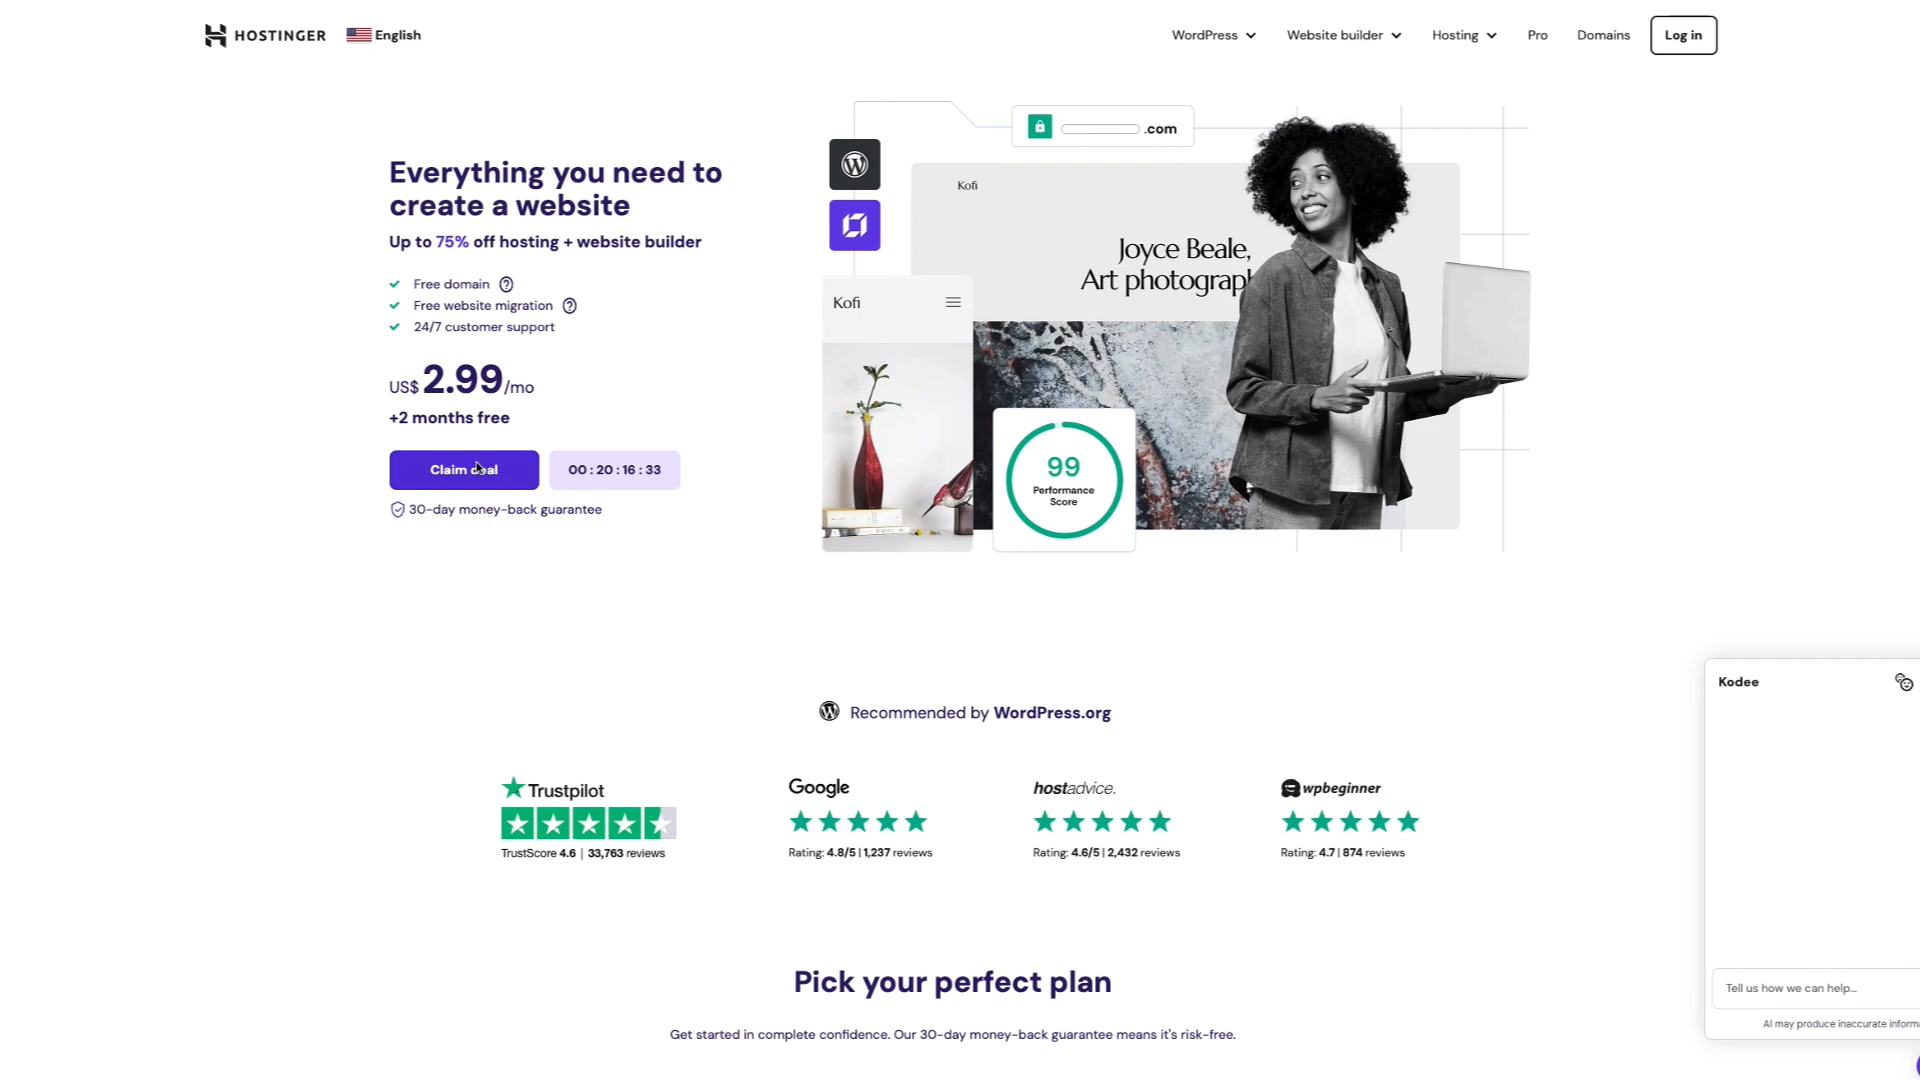 HOSTINGER
English
WordPress
Website builder
Hosting
Pro
Domains
Log in
Everything you need to
create a website
Up to 75% off hosting + website builder
Free domain
Free website migration
24/7 customer support
US$ 2.99/mo
+2 months free
Claim deal
00 : 20 : 16 : 33
30-day money-back guarantee
.com
Kofi
Joyce Beale,
Art photograph
Kofi
99
Performance
Score
Recommended by WordPress.org
Trustpilot
TrustScore 4.6 | 33,763 reviews
Google
Rating: 4.8/5 | 1,237 reviews
hostadvice.
Rating: 4.6/5 | 2,432 reviews
wpbeginner
Rating: 4.7 | 874 reviews
Pick your perfect plan
Get started in complete confidence. Our 30-day money-back guarantee means it's risk-free.
Kodee
Tell us how we can help...
AI may produce inaccurate informa